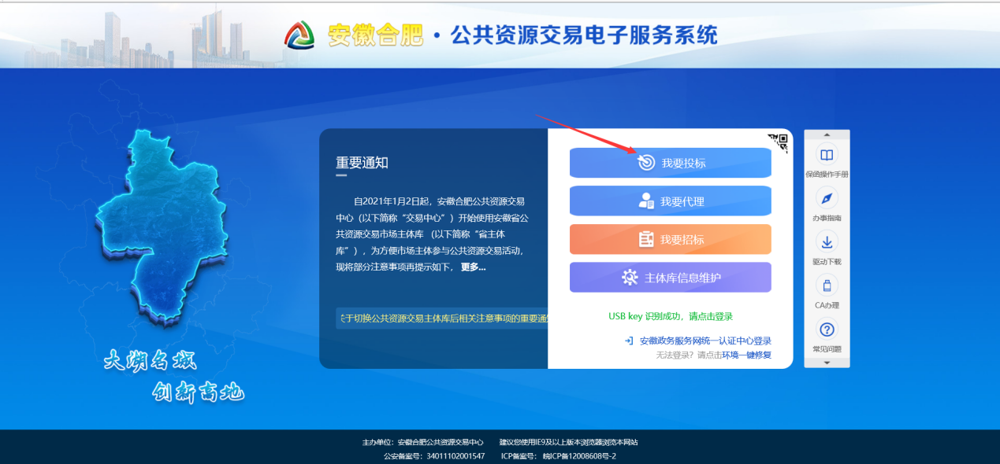 安徽合肥·公共资源交易电子服务系统
重要通知
自2021年1月2日起，安徽合肥公共资源交易
中心（以下简称“交易中心”）开始使用安徽省公
共资源交易市场主体库 （以下简称“省主体
库”），为方便市场主体参与公共资源交易活动，
现将部分注意事项再提示如下， 更多...
于切换公共资源交易主体库后相关注意事项的重要通
我要投标
我要代理
我要招标
主体库信息维护
USB key 识别成功，请点击登录
安徽政务服务网统一认证中心登录
无法登录？请点击环境一键修复
保函操作手册
办事指南
驱动下载
CA办理
常见问题
大湖名城
创新高地
主办单位：安徽合肥公共资源交易中心 建议您使用IE9及以上版本浏览器浏览本网站
公安备案号：34011102001547 ICP备案号： 皖ICP备12008608号-2